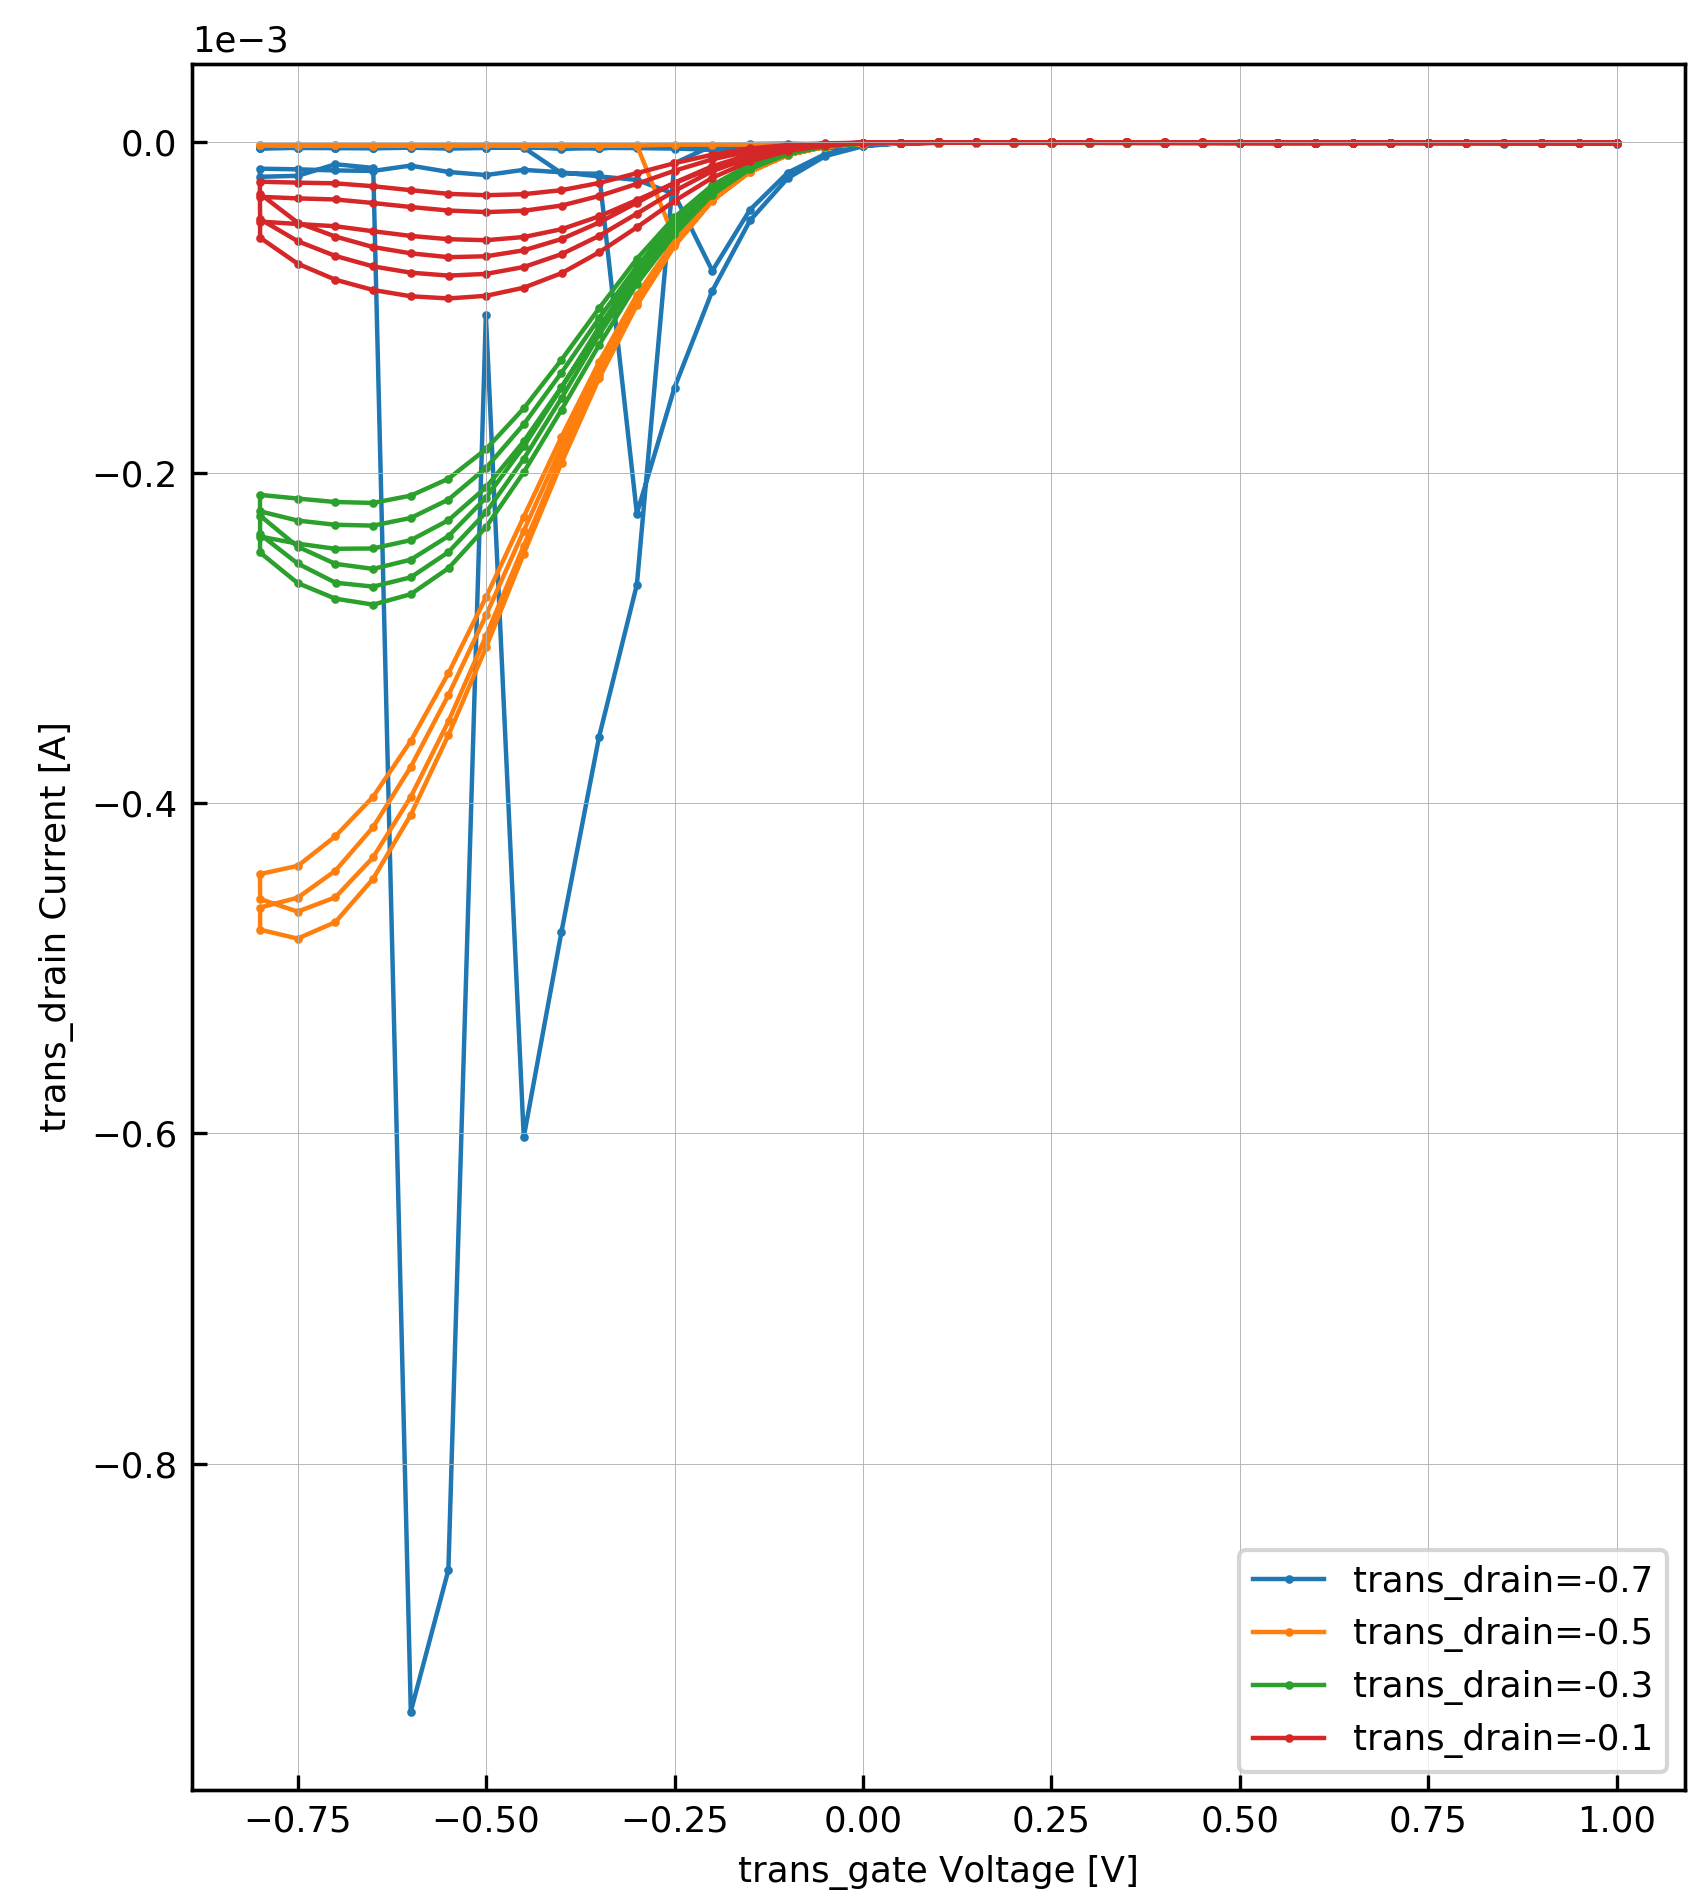 1e−3
0.0
−0.2
−0.4
−0.6
−0.8
trans_drain Current [A]
−0.75 −0.50 −0.25 0.00 0.25 0.50 0.75 1.00
trans_gate Voltage [V]
trans_drain=-0.7
trans_drain=-0.5
trans_drain=-0.3
trans_drain=-0.1